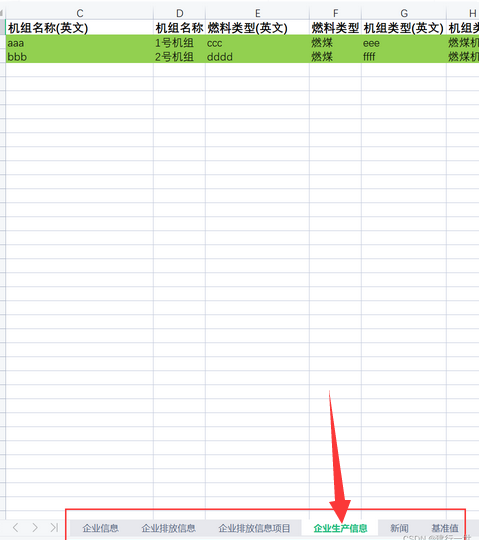 C D E F G H
机组名称(英文) 机组名称 燃料类型(英文) 燃料类型 机组类型(英文) 机组类
aaa 1号机组 ccc 燃煤 eee 燃煤机
bbb 2号机组 dddd 燃煤 ffff 燃煤机
企业信息 企业排放信息 企业排放信息项目 企业生产信息 新闻 基准值